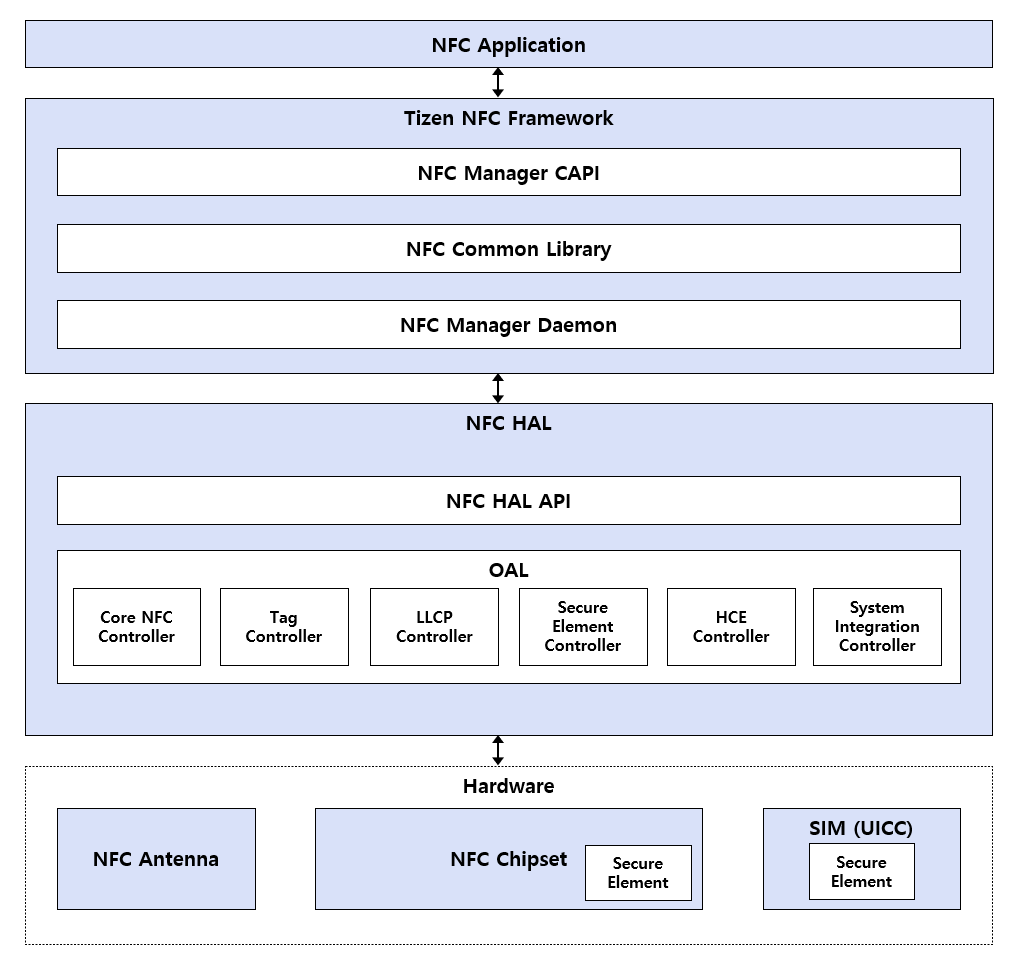 NFC Application
Tizen NFC Framework
NFC Manager CAPI
NFC Common Library
NFC Manager Daemon
NFC HAL
NFC HAL API
OAL
Core NFC
Controller
Tag
Controller
LLCP
Controller
Secure
Element
Controller
HCE
Controller
System
Integration
Controller
Hardware
NFC Antenna
NFC Chipset
Secure
Element
SIM (UICC)
Secure
Element